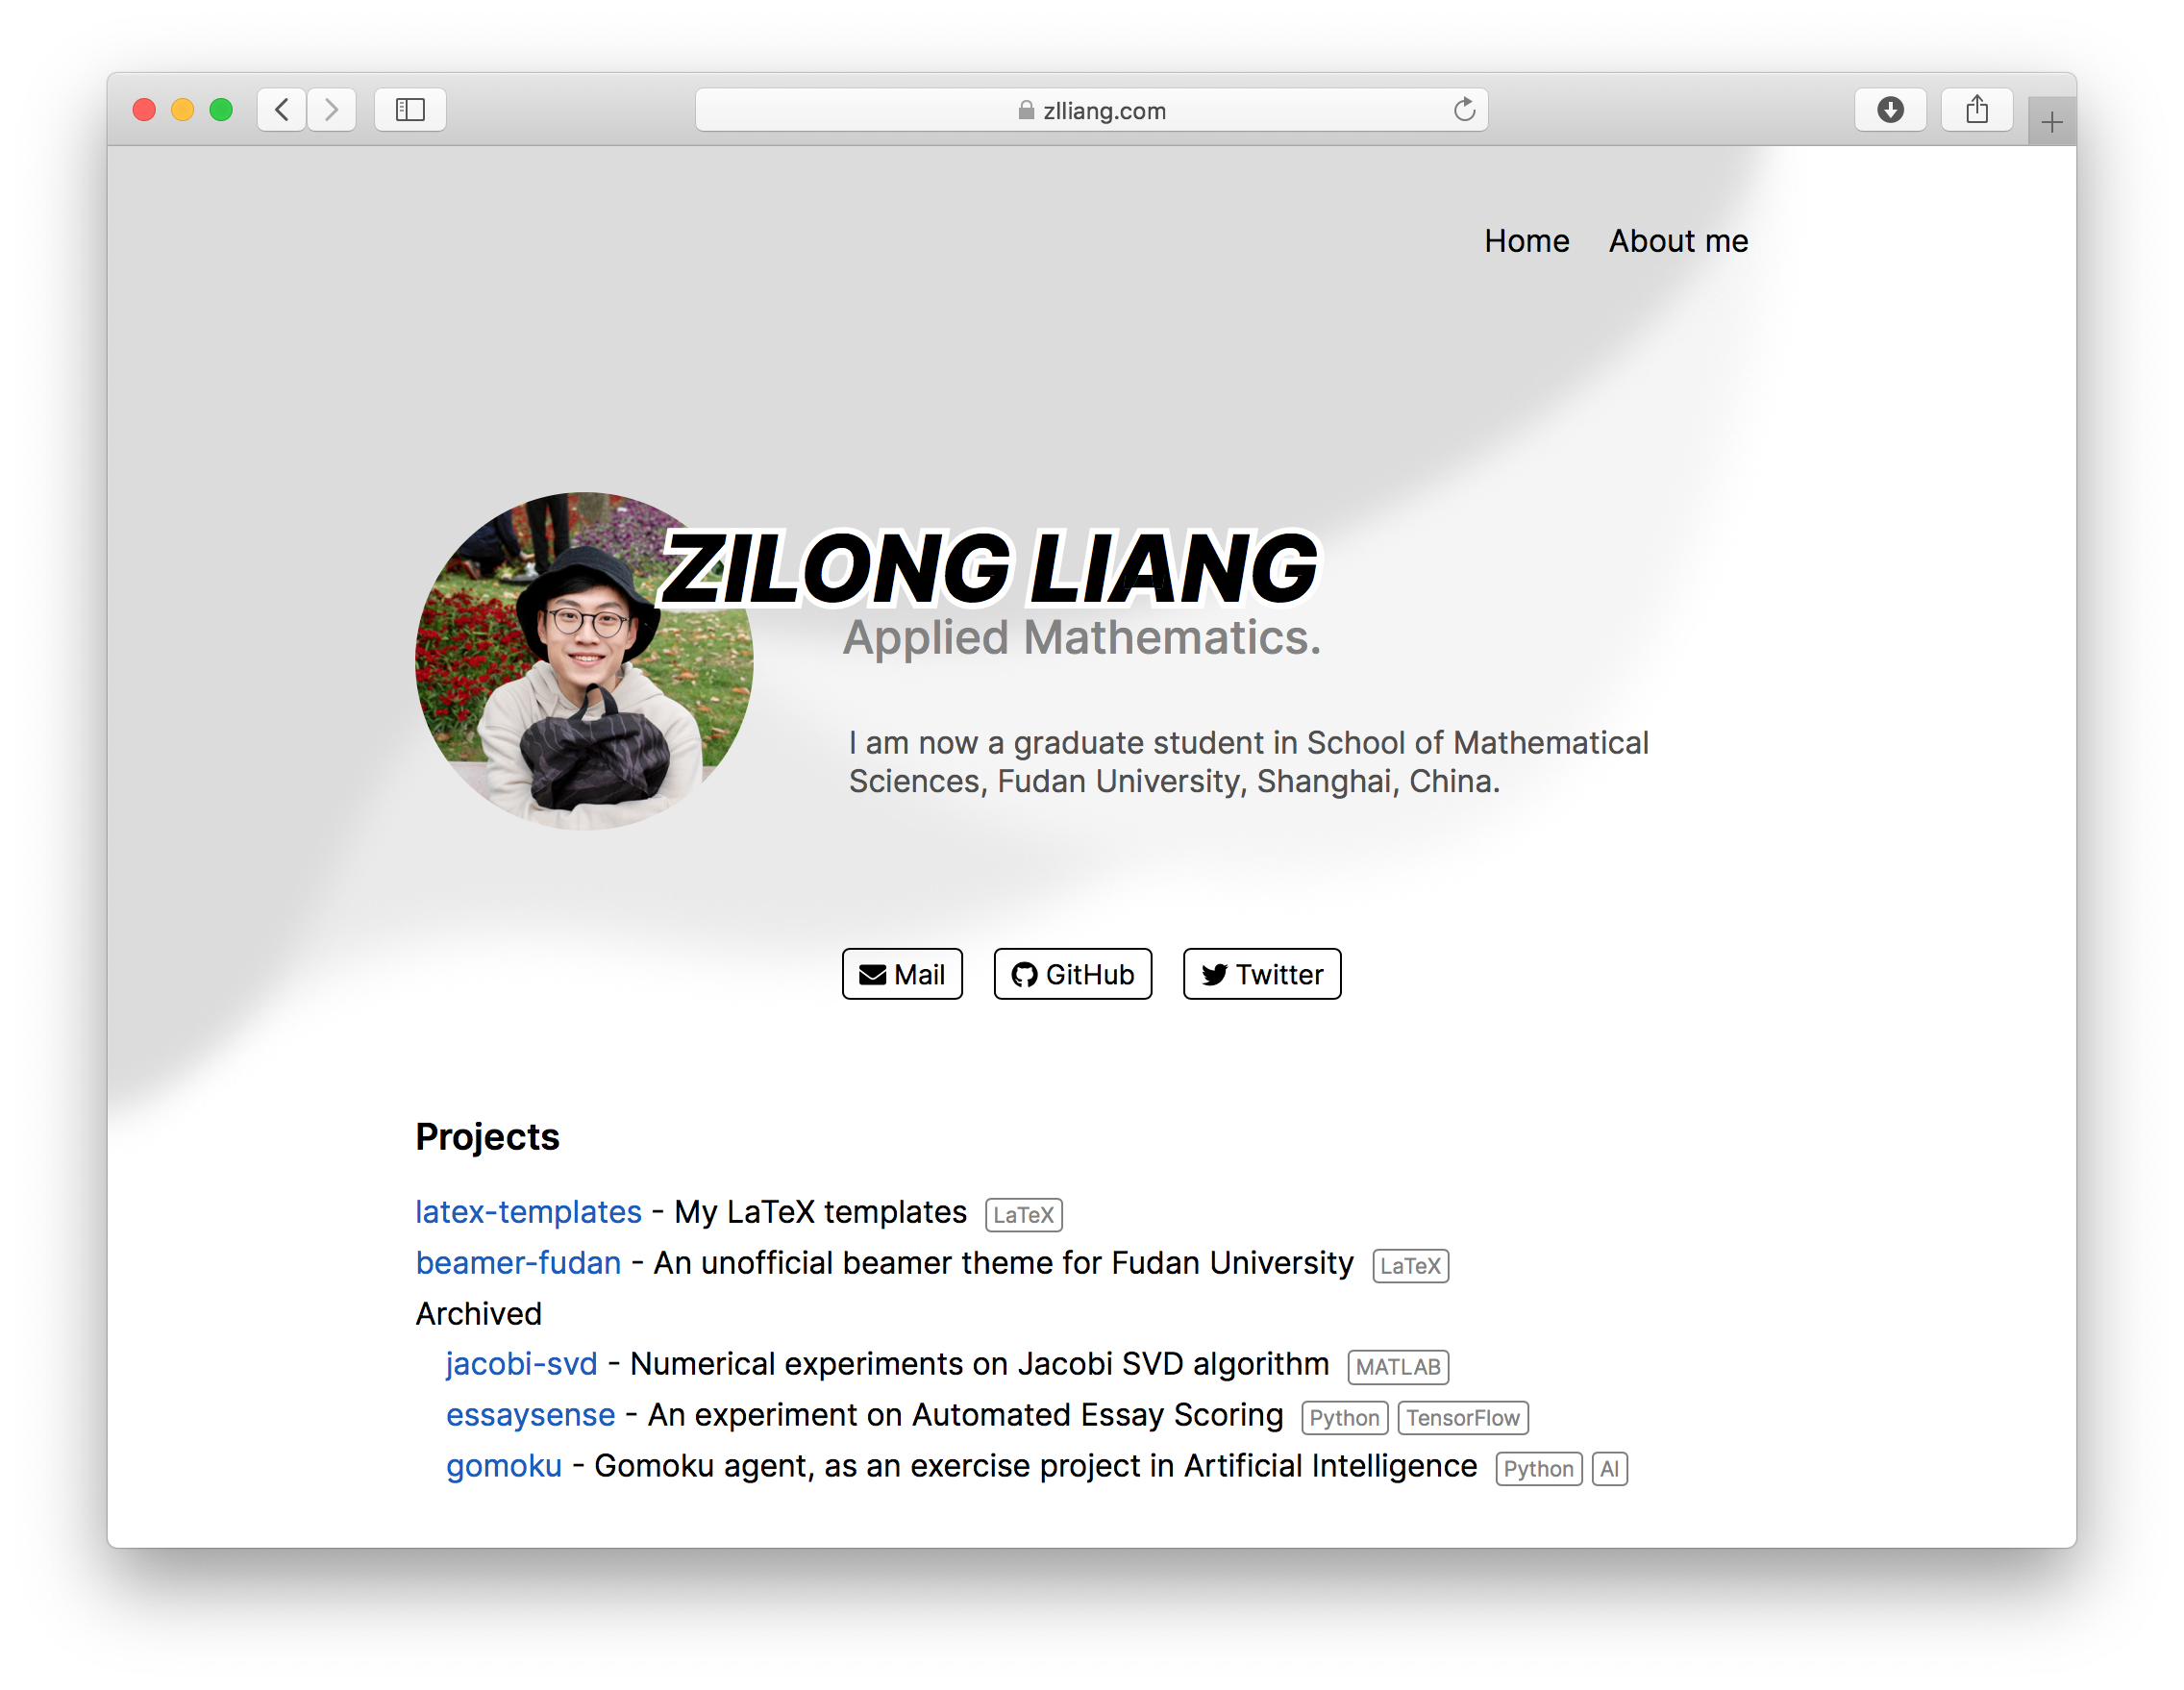 zlliang.com
Home About me
ZILONG LIANG
Applied Mathematics.
I am now a graduate student in School of Mathematical
Sciences, Fudan University, Shanghai, China.
Mail GitHub Twitter
Projects
latex-templates - My LaTeX templates LaTeX
beamer-fudan - An unofficial beamer theme for Fudan University LaTeX
Archived
jacobi-svd - Numerical experiments on Jacobi SVD algorithm MATLAB
essaysense - An experiment on Automated Essay Scoring Python TensorFlow
gomoku - Gomoku agent, as an exercise project in Artificial Intelligence Python AI